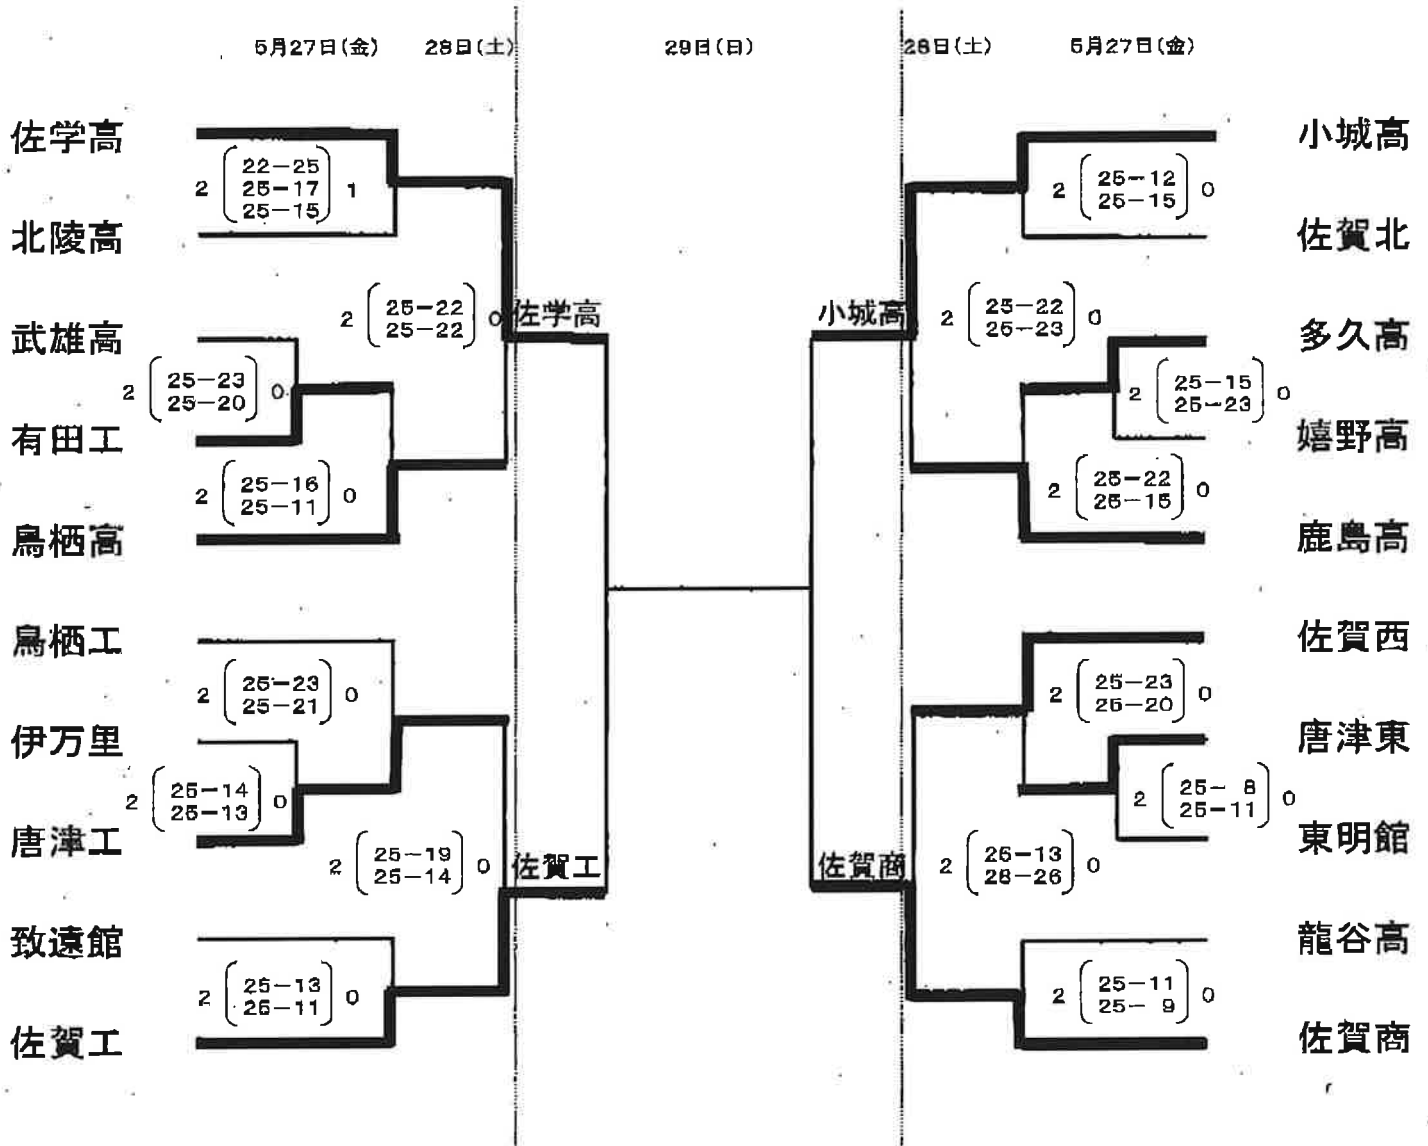 5月27日(金) 28日(土) 29日(日) 28日(土) 5月27日(金)
佐学高
2 22-25 25-17 25-15 1
北陵高
2 25-22 25-22 0
佐学高
武雄高
2 25-23 25-20 0
有田工
2 25-16 25-11 0
鳥栖高
鳥栖工
2 25-23 25-21 0
伊万里
2 25-14 25-13 0
唐津工
2 25-19 25-14 0
佐賀工
致遠館
2 25-13 25-11 0
佐賀工
小城高
2 25-12 25-15 0
佐賀北
小城高
2 25-22 25-23 0
多久高
2 25-15 25-23 0
嬉野高
2 25-22 25-15 0
鹿島高
佐賀西
2 25-23 25-20 0
唐津東
2 25- 8 25-11 0
東明館
佐賀商
2 25-13 28-26 0
龍谷高
2 25-11 25- 9 0
佐賀商